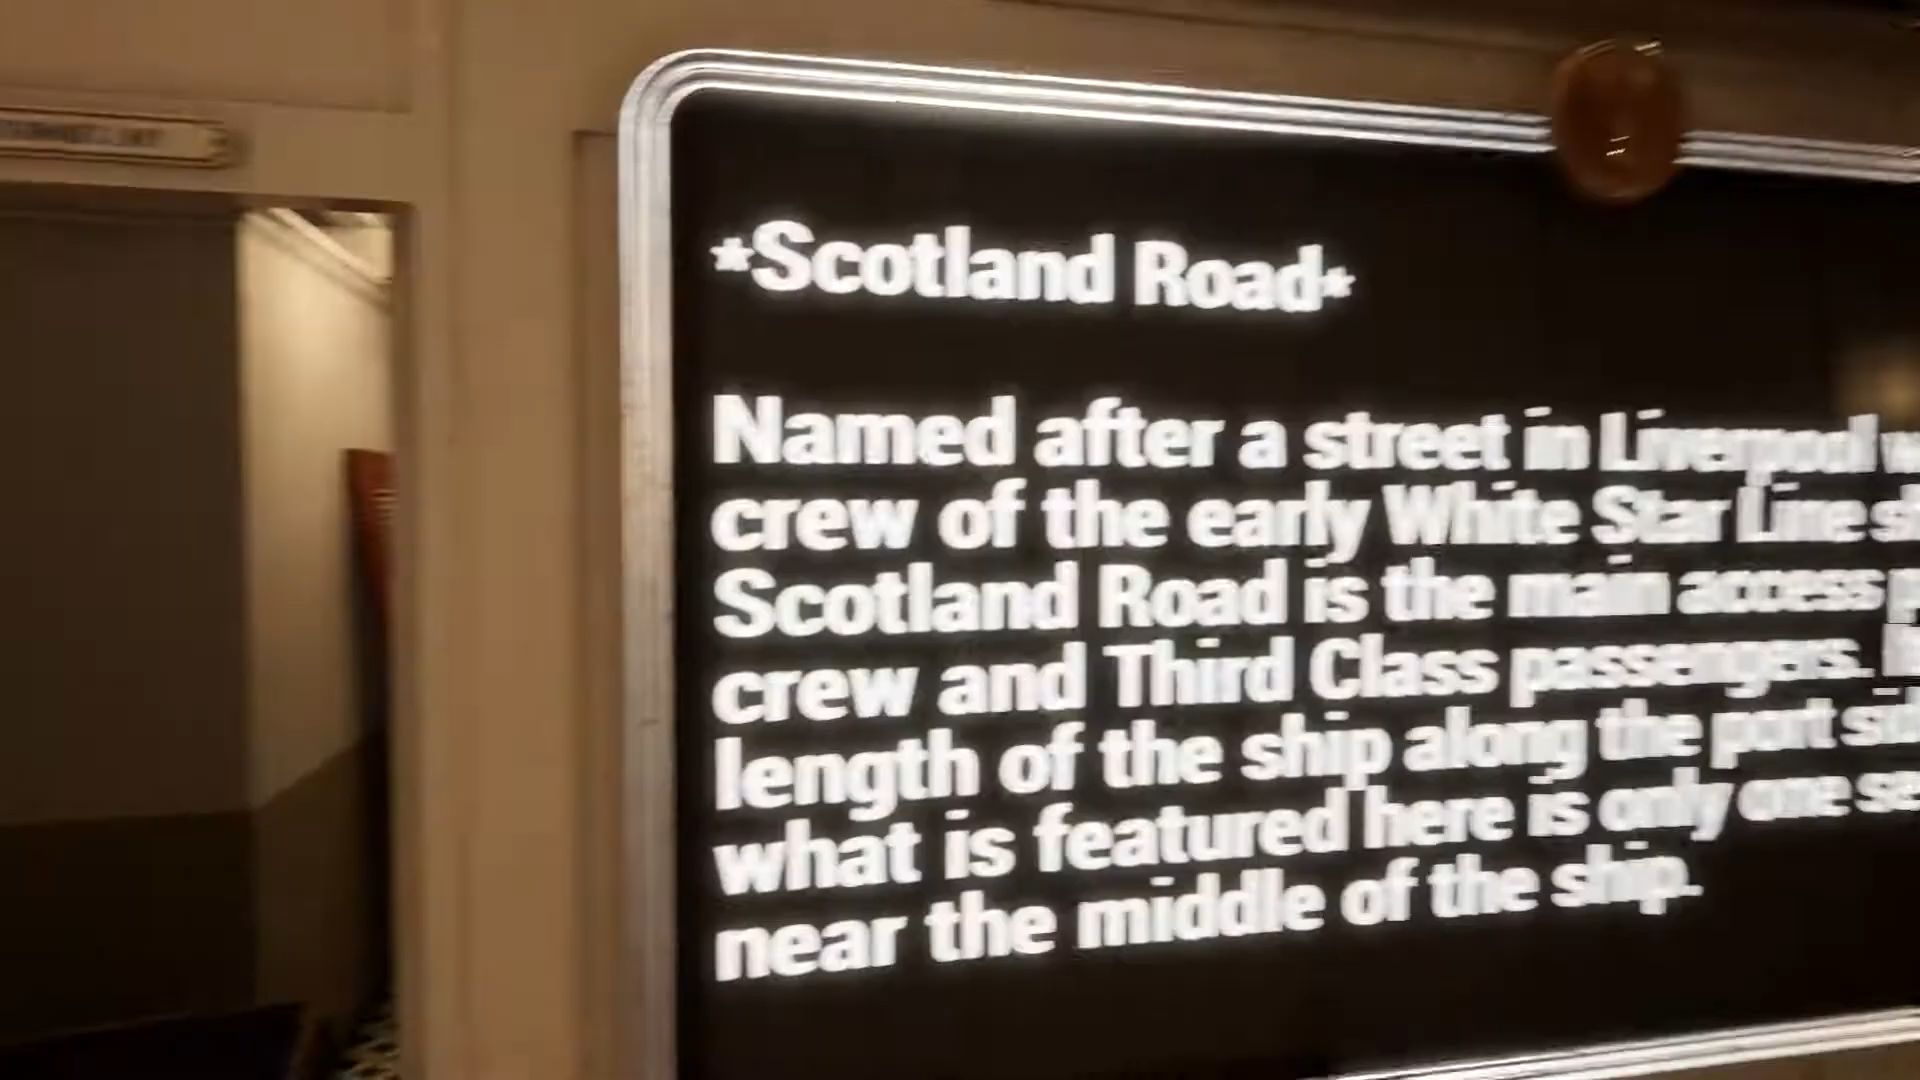 *Scotland Road*
Named after a street in Liverpool
crew of the early White Star Line
Scotland Road is the main access
crew and Third Class passengers.
length of the ship along the port
what is featured here is only one
near the middle of the ship.